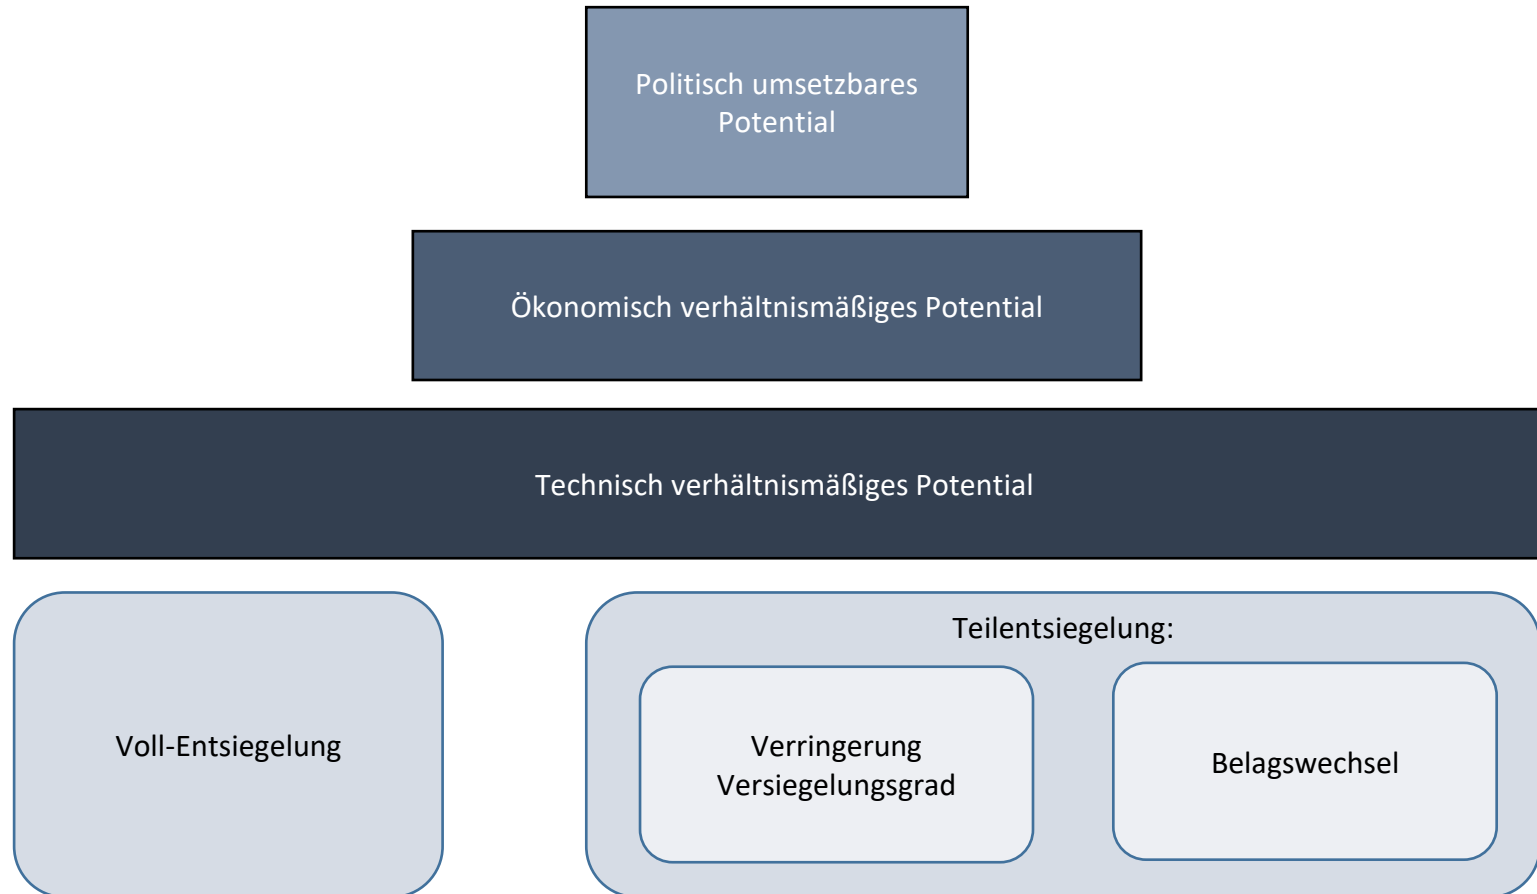 Politisch umsetzbares
Potential
Ökonomisch verhältnismäßiges Potential
Technisch verhältnismäßiges Potential
Teilentsiegelung:
Voll-Entsiegelung
Verringerung
Versiegelungsgrad
Belagswechsel